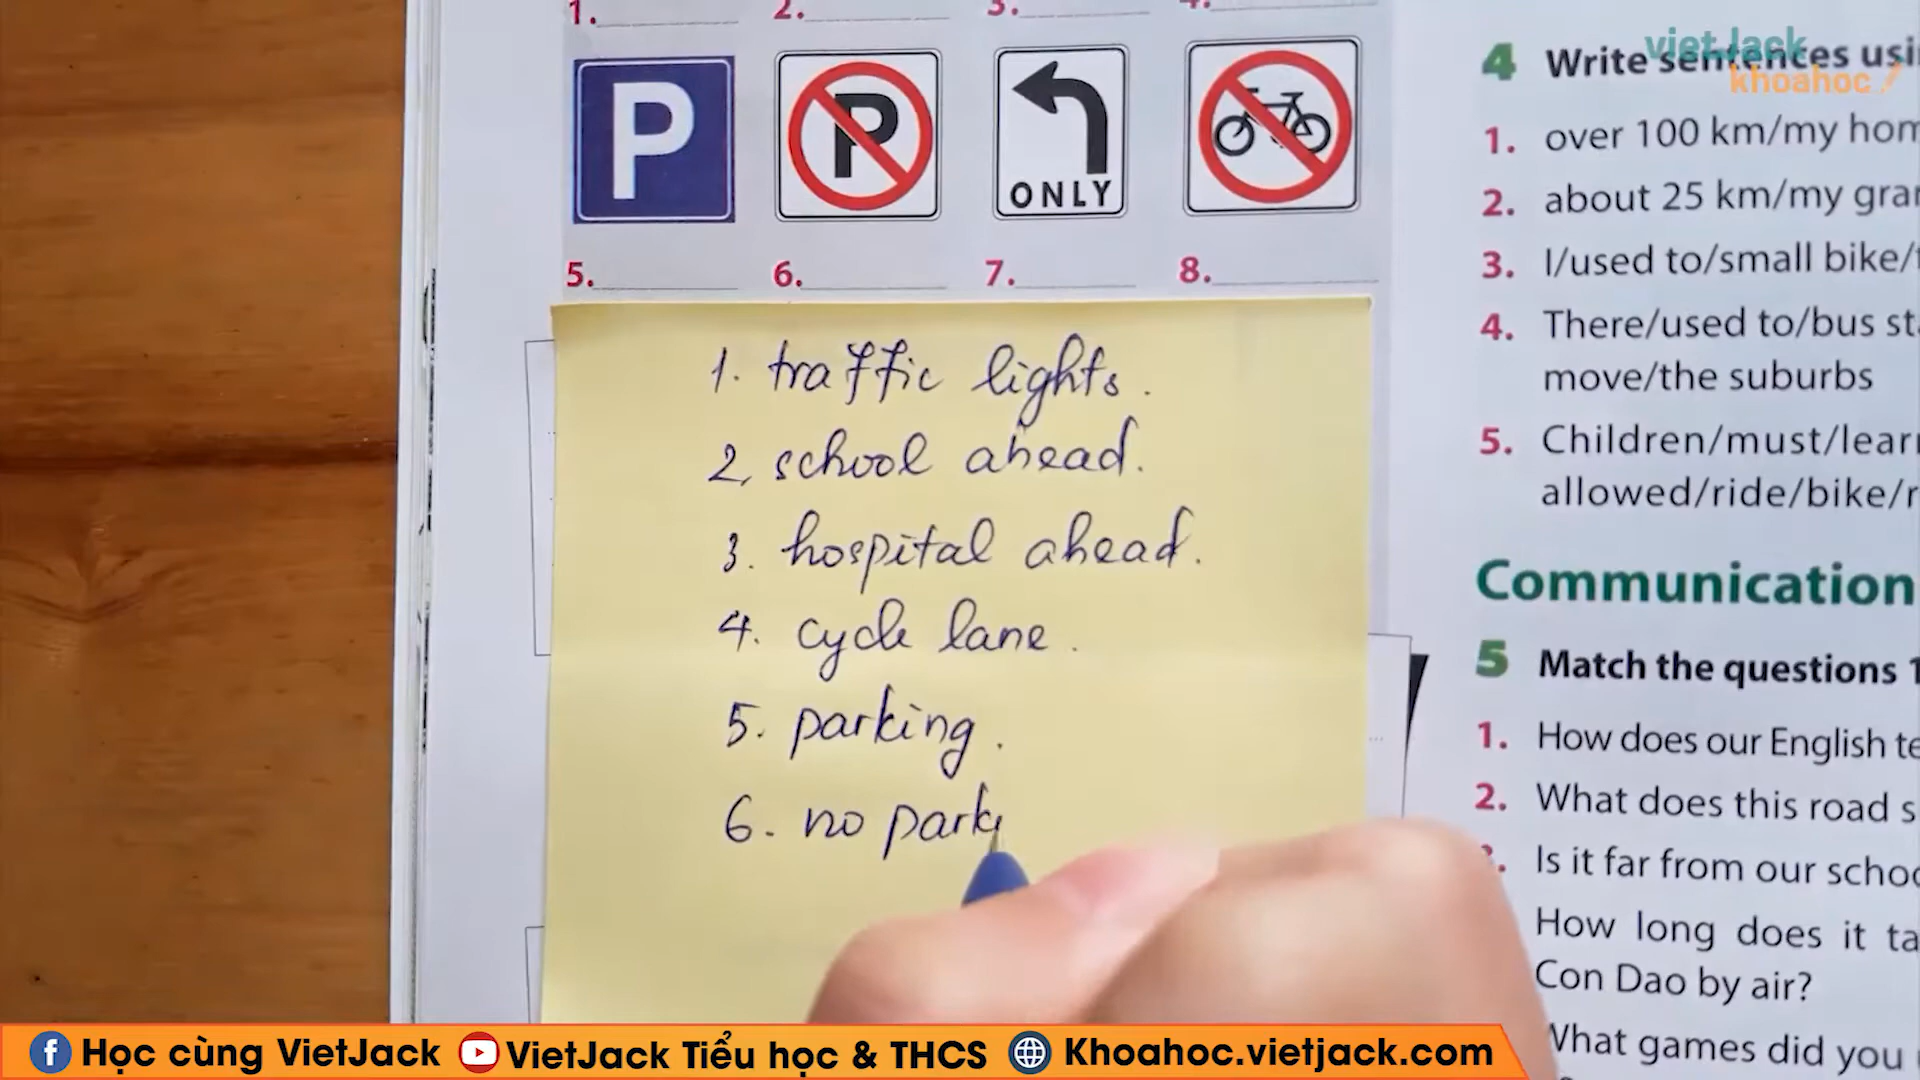 1. 2. 3. 4.
P P ONLY
5. 6. 7. 8.
1. traffic lights.
2, school ahead.
3. hospital ahead.
4. cycle lane.
5. parking.
6. no park
4 Write sentences usi
1. over 100 km/my hom
2. about 25 km/my gra
3. I/used to/small bike/
4. There/used to/bus st
move/the suburbs
5. Children/must/lear
allowed/ride/bike/r
Communication
5 Match the questions 1
1. How does our English te
2. What does this road s
Is it far from our schoo
How long does it ta
Con Dao by air?
What games did you
vietJack
khoahoc
Học cùng VietJack VietJack Tiểu học & THCS Khoahoc.vietjack.com